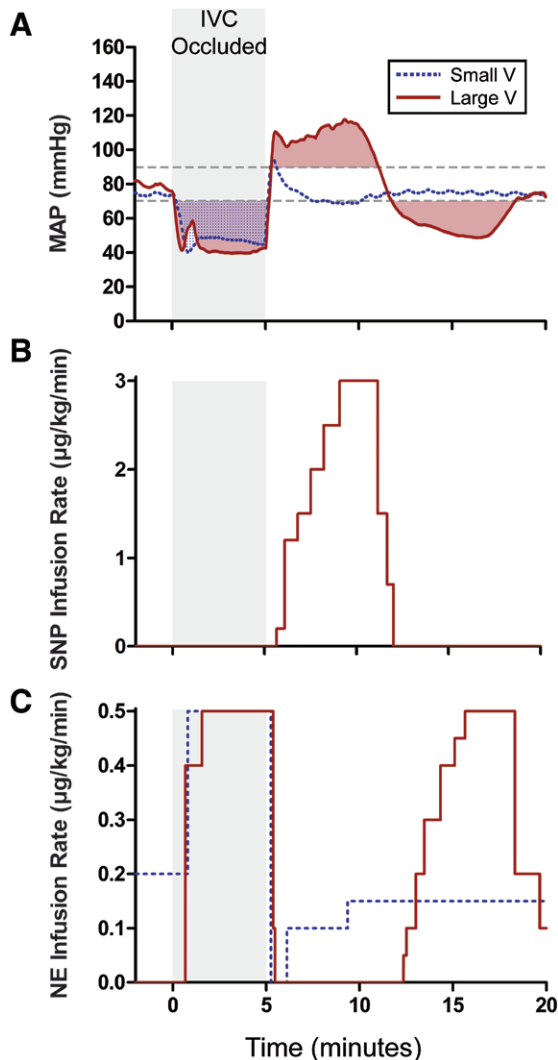 A
IVC
Occluded
160
140
120
100
80
60
40
20
0
MAP (mmHg)
Small V
Large V
B
3
2
1
0
SNP Infusion Rate (µg/kg/min)
C
0.5
0.4
0.3
0.2
0.1
0.0
NE Infusion Rate (µg/kg/min)
0 5 10 15 20
Time (minutes)